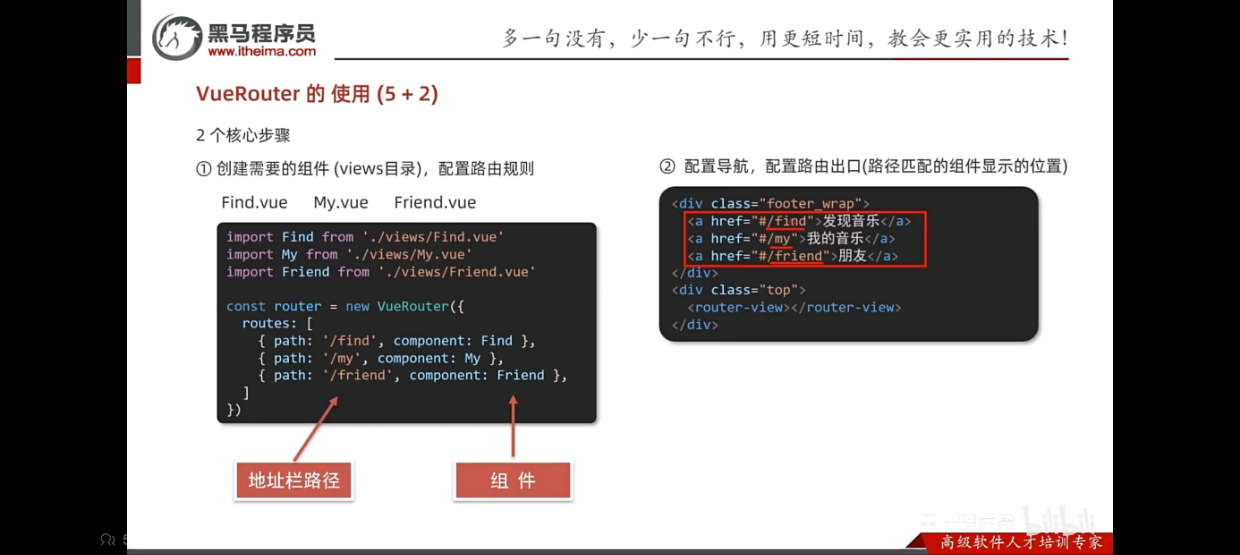 黑马程序员
www.itheima.com
多一句没有，少一句不行，用更短时间，教会更实用的技术！
VueRouter 的 使用 (5 + 2)
2 个核心步骤
① 创建需要的组件 (views目录)，配置路由规则
Find.vue My.vue Friend.vue
import Find from './views/Find.vue'
import My from './views/My.vue'
import Friend from './views/Friend.vue'
const router = new VueRouter({
routes: [
{ path: '/find', component: Find },
{ path: '/my', component: My },
{ path: '/friend', component: Friend },
]
})
地址栏路径
组 件
② 配置导航，配置路由出口(路径匹配的组件显示的位置)
<div class="footer_wrap">
<a href="#/find">发现音乐</a>
<a href="#/my">我的音乐</a>
<a href="#/friend">朋友</a>
</div>
<div class="top">
<router-view></router-view>
</div>
bilibili
高级软件人才培训专家